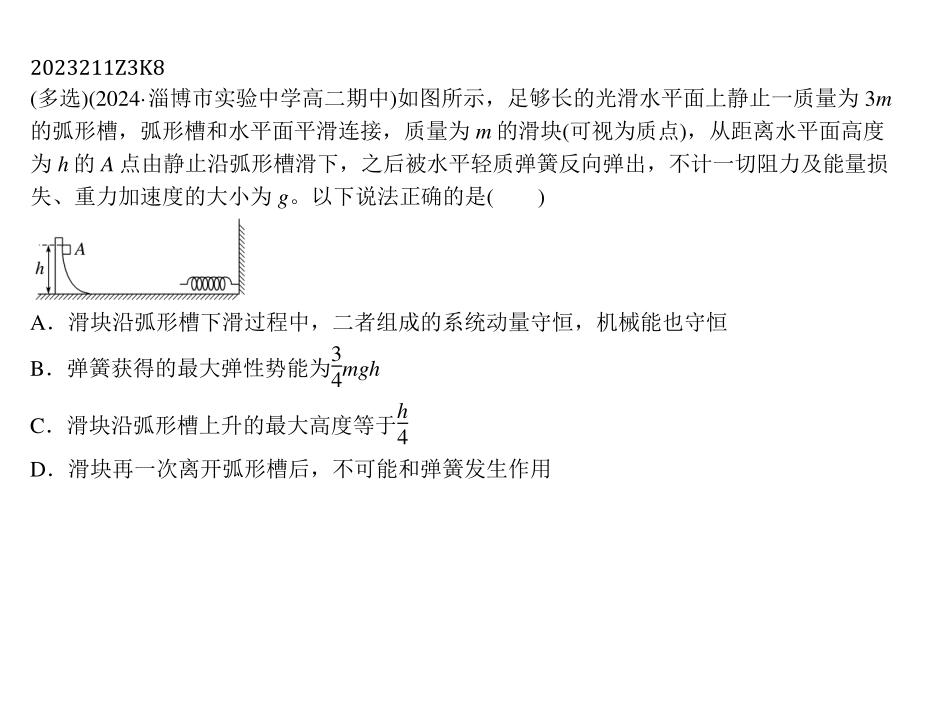 2023211Z3K8
(多选)(2024·淄博市实验中学高二期中)如图所示，足够长的光滑水平面上静止一质量为 3m
的弧形槽，弧形槽和水平面平滑连接，质量为 m 的滑块(可视为质点)，从距离水平面高度
为 h 的 A 点由静止沿弧形槽滑下，之后被水平轻质弹簧反向弹出，不计一切阻力及能量损
失、重力加速度的大小为 g。以下说法正确的是(　　)
A
h
A．滑块沿弧形槽下滑过程中，二者组成的系统动量守恒，机械能也守恒
B．弹簧获得的最大弹性势能为\frac{3}{4}mgh
C．滑块沿弧形槽上升的最大高度等于\frac{h}{4}
D．滑块再一次离开弧形槽后，不可能和弹簧发生作用